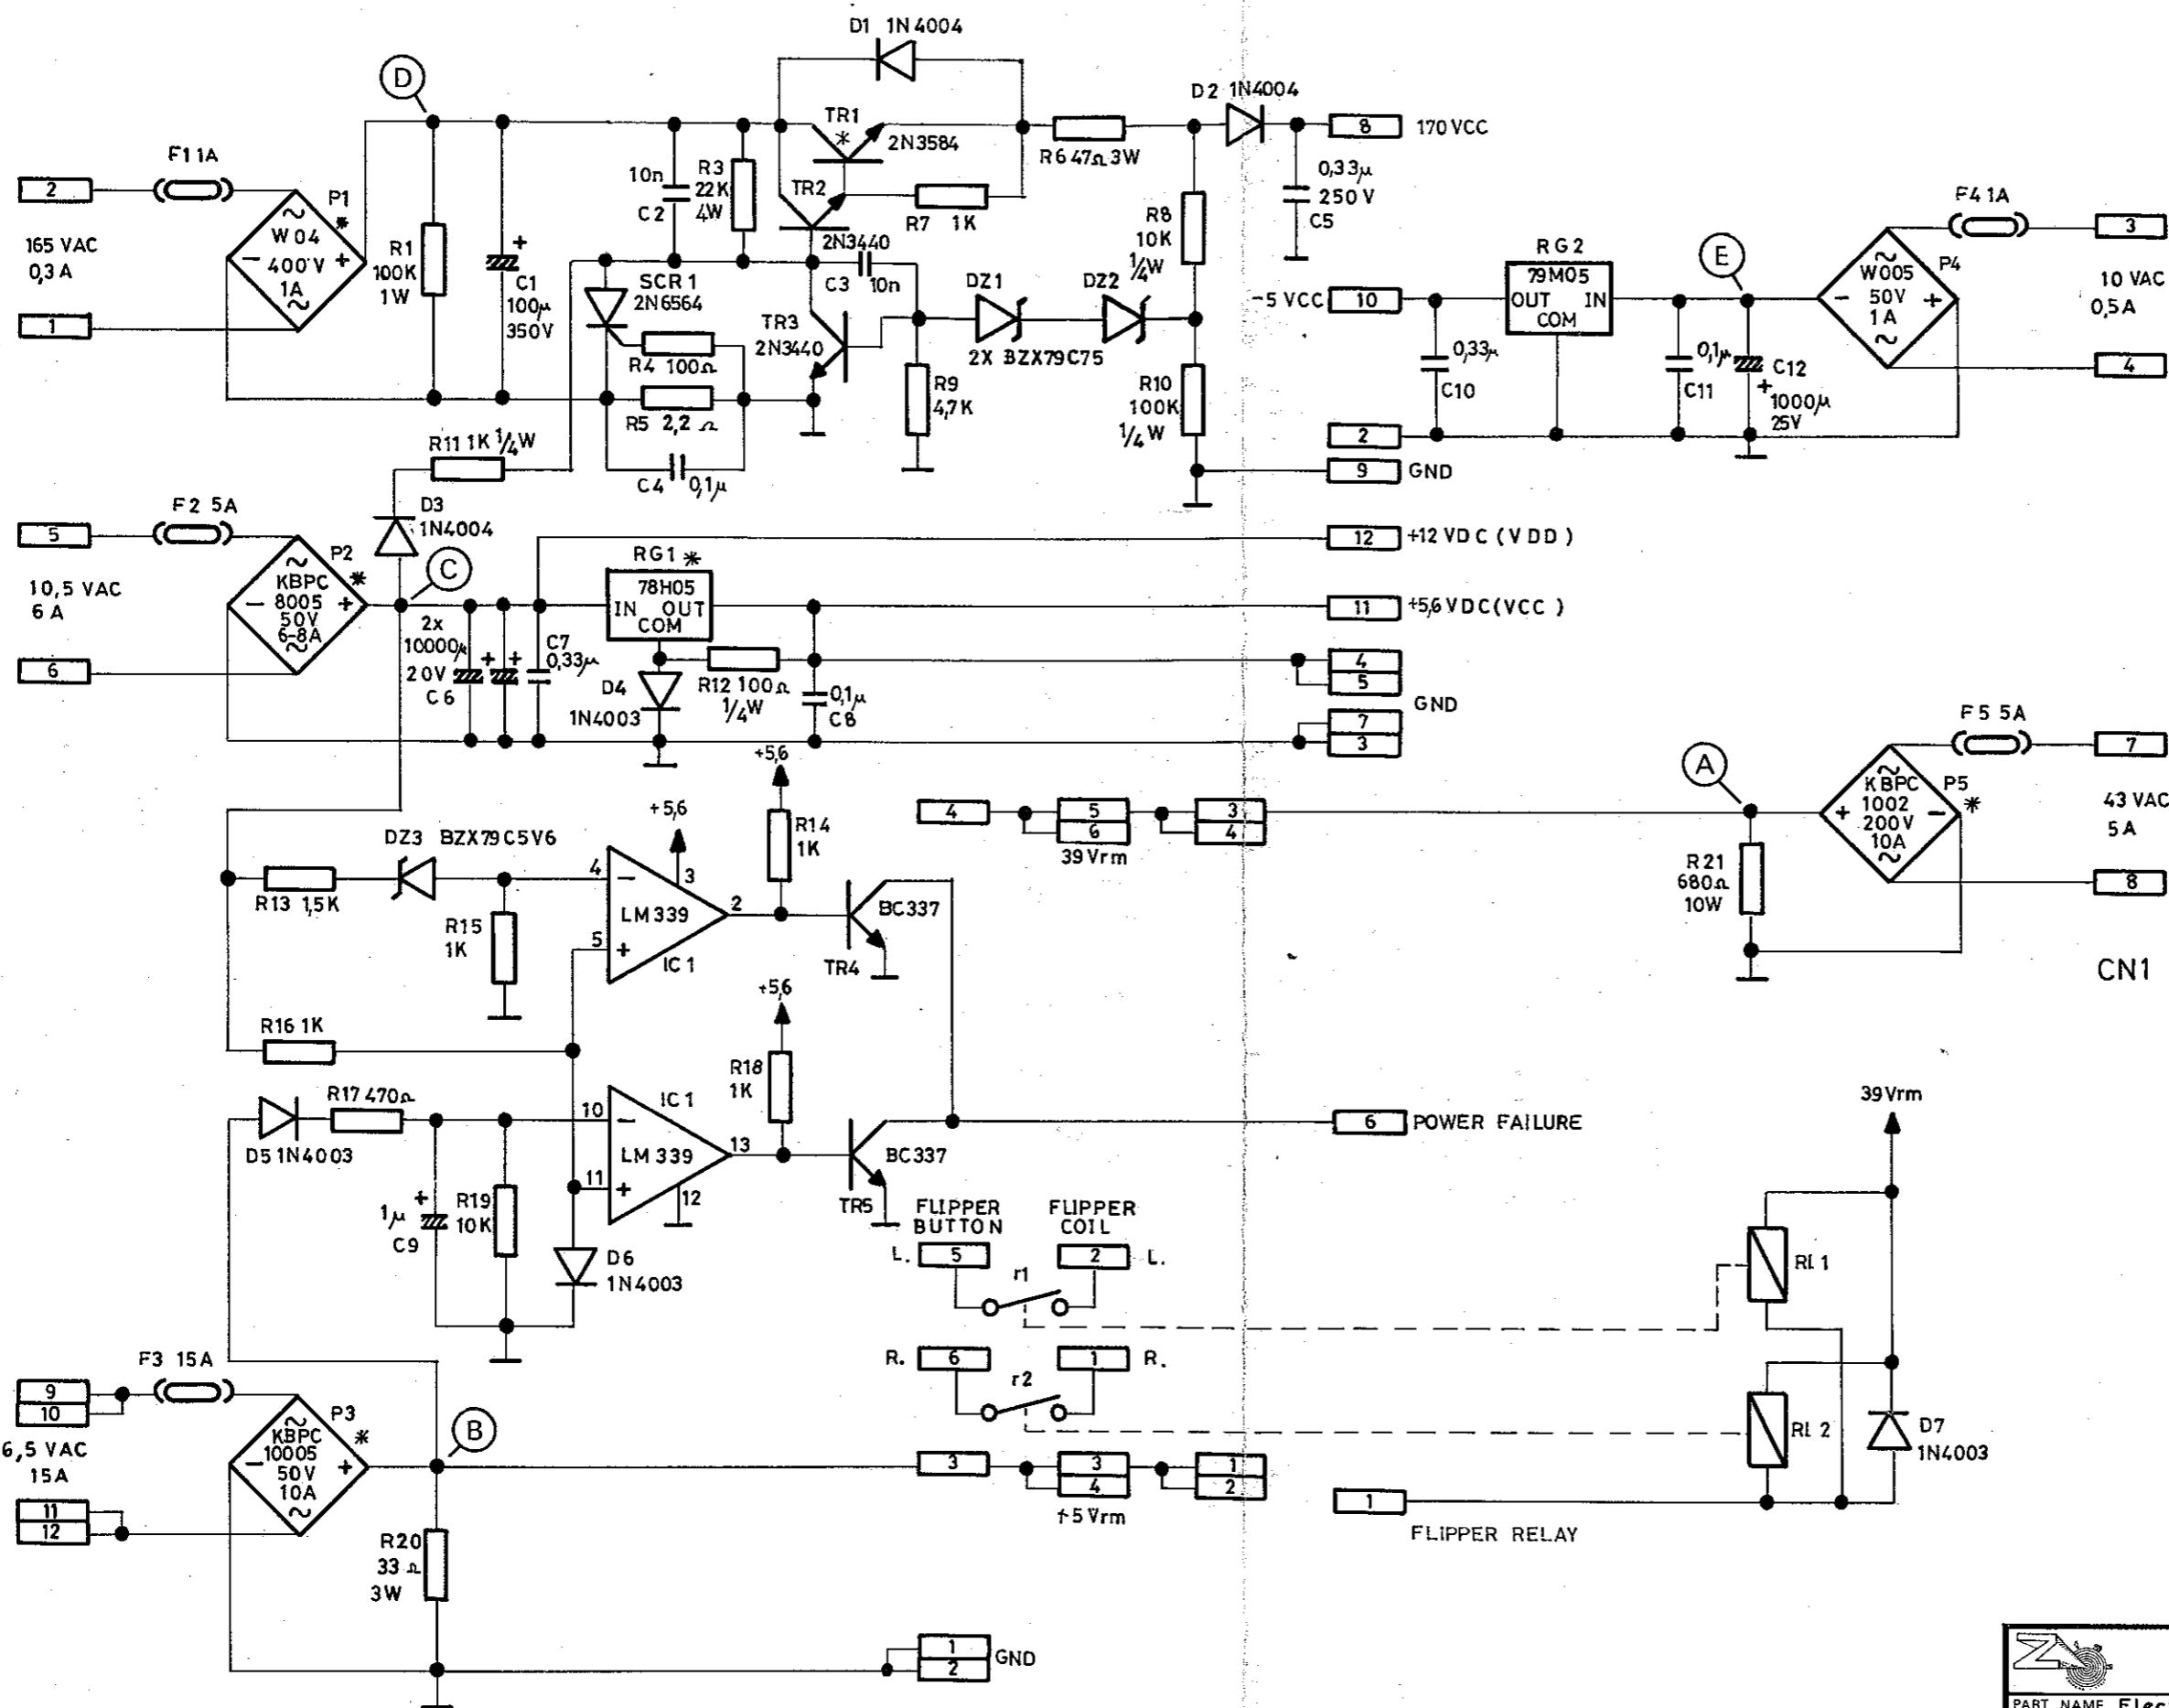 D1 1N4004
D
D2 1N4004
TR1
*
2N3584
8
170 VCC
F1 1A
R6 47Ω 3W
2
P1
*
10n
R3
22K
4W
C2
TR2
R7 1K
0,33µ
250 V
C5
F4 1A
3
165 VAC
0,3 A
~
W04
- 400V +
1A
~
R1
100K
1W
+
C1
100µ
350V
2N3440
R8
10K
1/4W
RG2
79M05
OUT IN
COM
E
~
W005
- 50V +
1A
~
P4
10 VAC
0,5 A
SCR1
2N6564
C3 10n
DZ1
DZ2
-5 VCC
10
1
TR3
2N3440
2X BZX79C75
R4 100Ω
0,33µ
C10
0,1µ
C11
C12
+
1000µ
25V
4
R9
4,7K
R10
100K
1/4W
R5 2,2 Ω
R11 1K 1/4W
2
C4 0,1µ
9
GND
F2 5A
D3
1N4004
5
P2
*
RG1 *
12
+12 VDC (VDD)
C
10,5 VAC
6 A
~
KBPC
- 8005 +
50V
6-8A
~
78H05
IN OUT
COM
11
+5,6 VDC(VCC)
2x
10000µ
20V
C6
+ +
C7
0,33µ
6
D4
1N4003
R12 100Ω
1/4W
0,1µ
C8
4
5
GND
7
3
F5 5A
+5,6
7
A
~
KBPC
+ 1002 -
200V
10A
~
P5
*
43 VAC
5A
+5,6
R14
1K
4
5
6
3
4
39Vrm
DZ3 BZX79C5V6
R13 1,5K
4
-
3
LM339
2
5
+
IC1
R15
1K
BC337
TR4
R21
680Ω
10W
8
CN1
+5,6
R16 1K
R18
1K
39Vrm
R17 470Ω
D5 1N4003
10
-
IC1
LM339
13
11
+
12
6
POWER FAILURE
BC337
TR5
+
1µ
C9
R19
10K
FLIPPER
BUTTON
FLIPPER
COIL
L.
5
2
L.
r1
D6
1N4003
RL1
F3 15A
R.
6
1
R.
r2
9
10
P3
*
B
RL2
D7
1N4003
6,5 VAC
15A
~
KBPC
- 10005 +
50V
10A
~
3
3
4
1
2
+5Vrm
11
12
1
FLIPPER RELAY
R20
33 Ω
3W
1
2
GND
PART NAME Elec